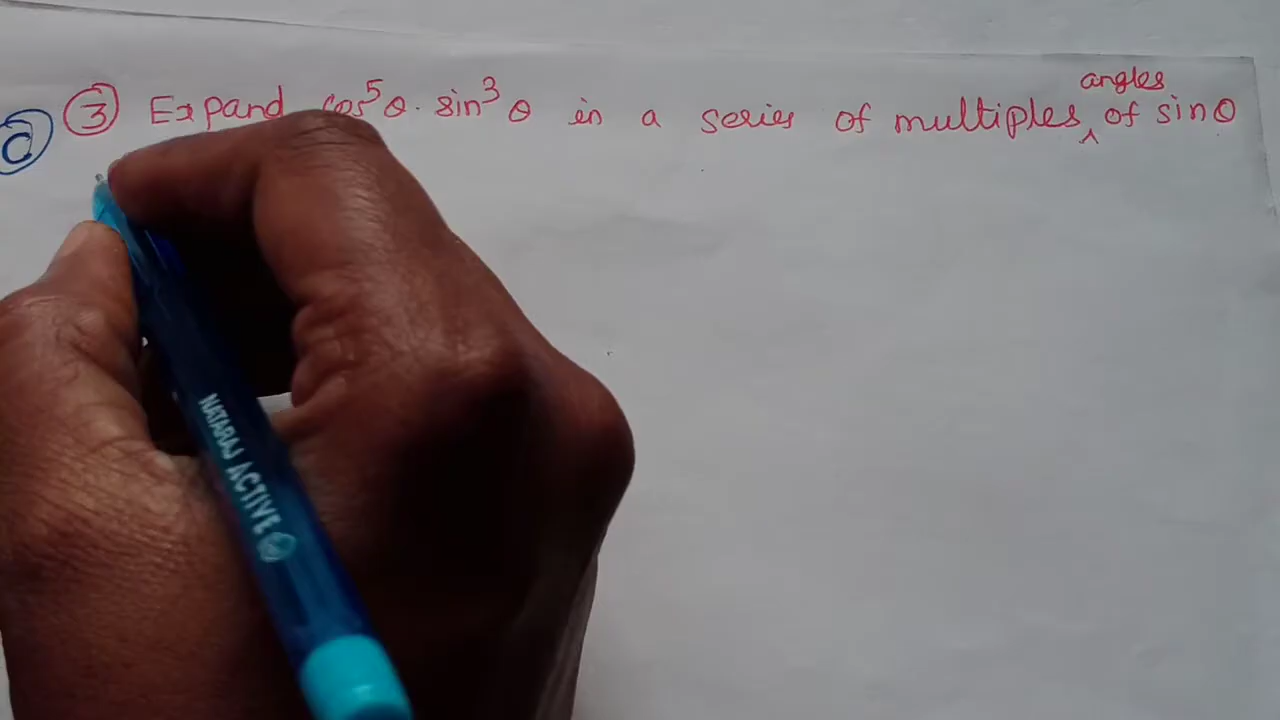 angles
③ Expand cos⁵θ · sin³θ in a series of multiples ^ of sinθ
NATARAJ ACTIVE